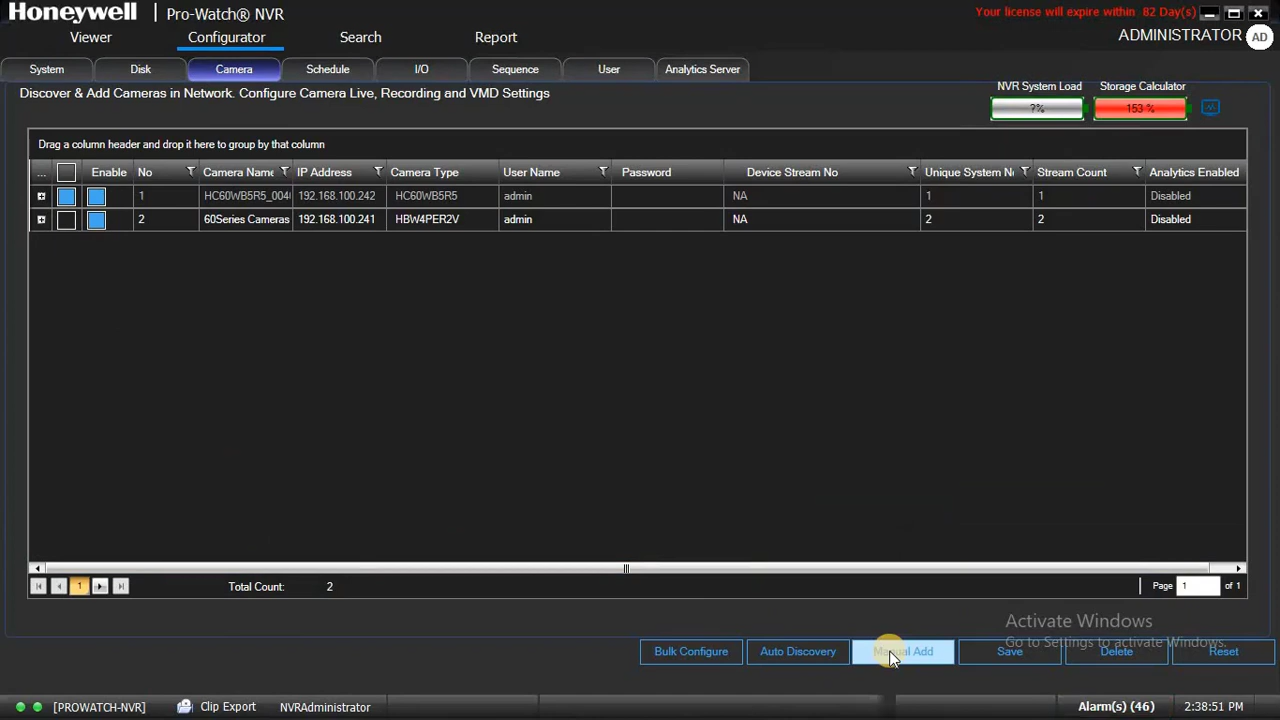 Honeywell | Pro-Watch® NVR
Your license will expire within 82 Day(s)
Viewer Configurator Search Report
ADMINISTRATOR AD
System Disk Camera Schedule I/O Sequence User Analytics Server
Discover & Add Cameras in Network. Configure Camera Live, Recording and VMD Settings
NVR System Load Storage Calculator
?% 153 %
Drag a column header and drop it here to group by that column
... Enable No Camera Name IP Address Camera Type User Name Password Device Stream No Unique System No Stream Count Analytics Enabled
1 HC60WB5R5_004 192.168.100.242 HC60WB5R5 admin NA 1 1 Disabled
2 60Series Cameras 192.168.100.241 HBW4PER2V admin NA 2 2 Disabled
1 Total Count: 2 Page 1 of 1
Activate Windows
Go to Settings to activate Windows.
Bulk Configure Auto Discovery Manual Add Save Delete Reset
[PROWATCH-NVR] Clip Export NVRAdministrator Alarm(s) (46) 2:38:51 PM